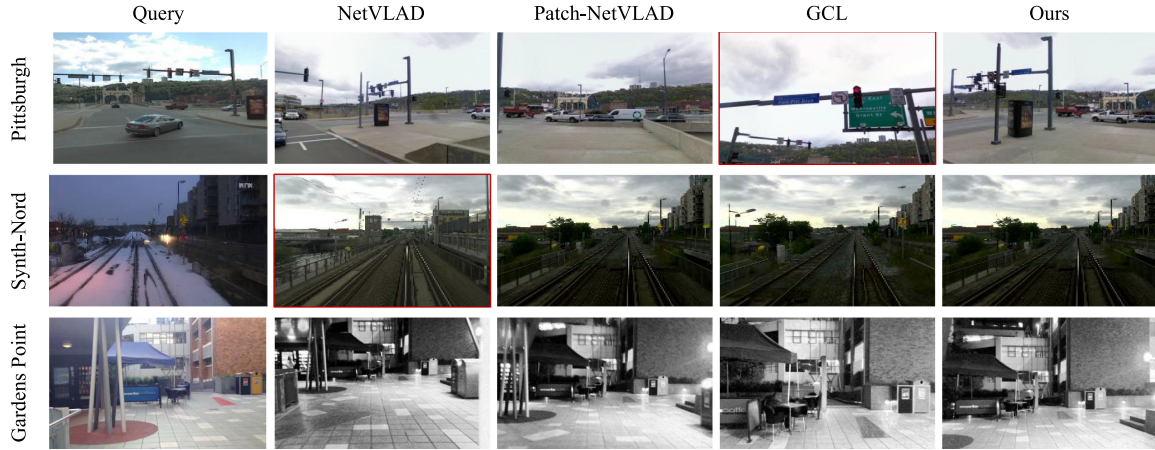 Query NetVLAD Patch-NetVLAD GCL Ours
Pittsburgh
Synth-Nord
Gardens Point